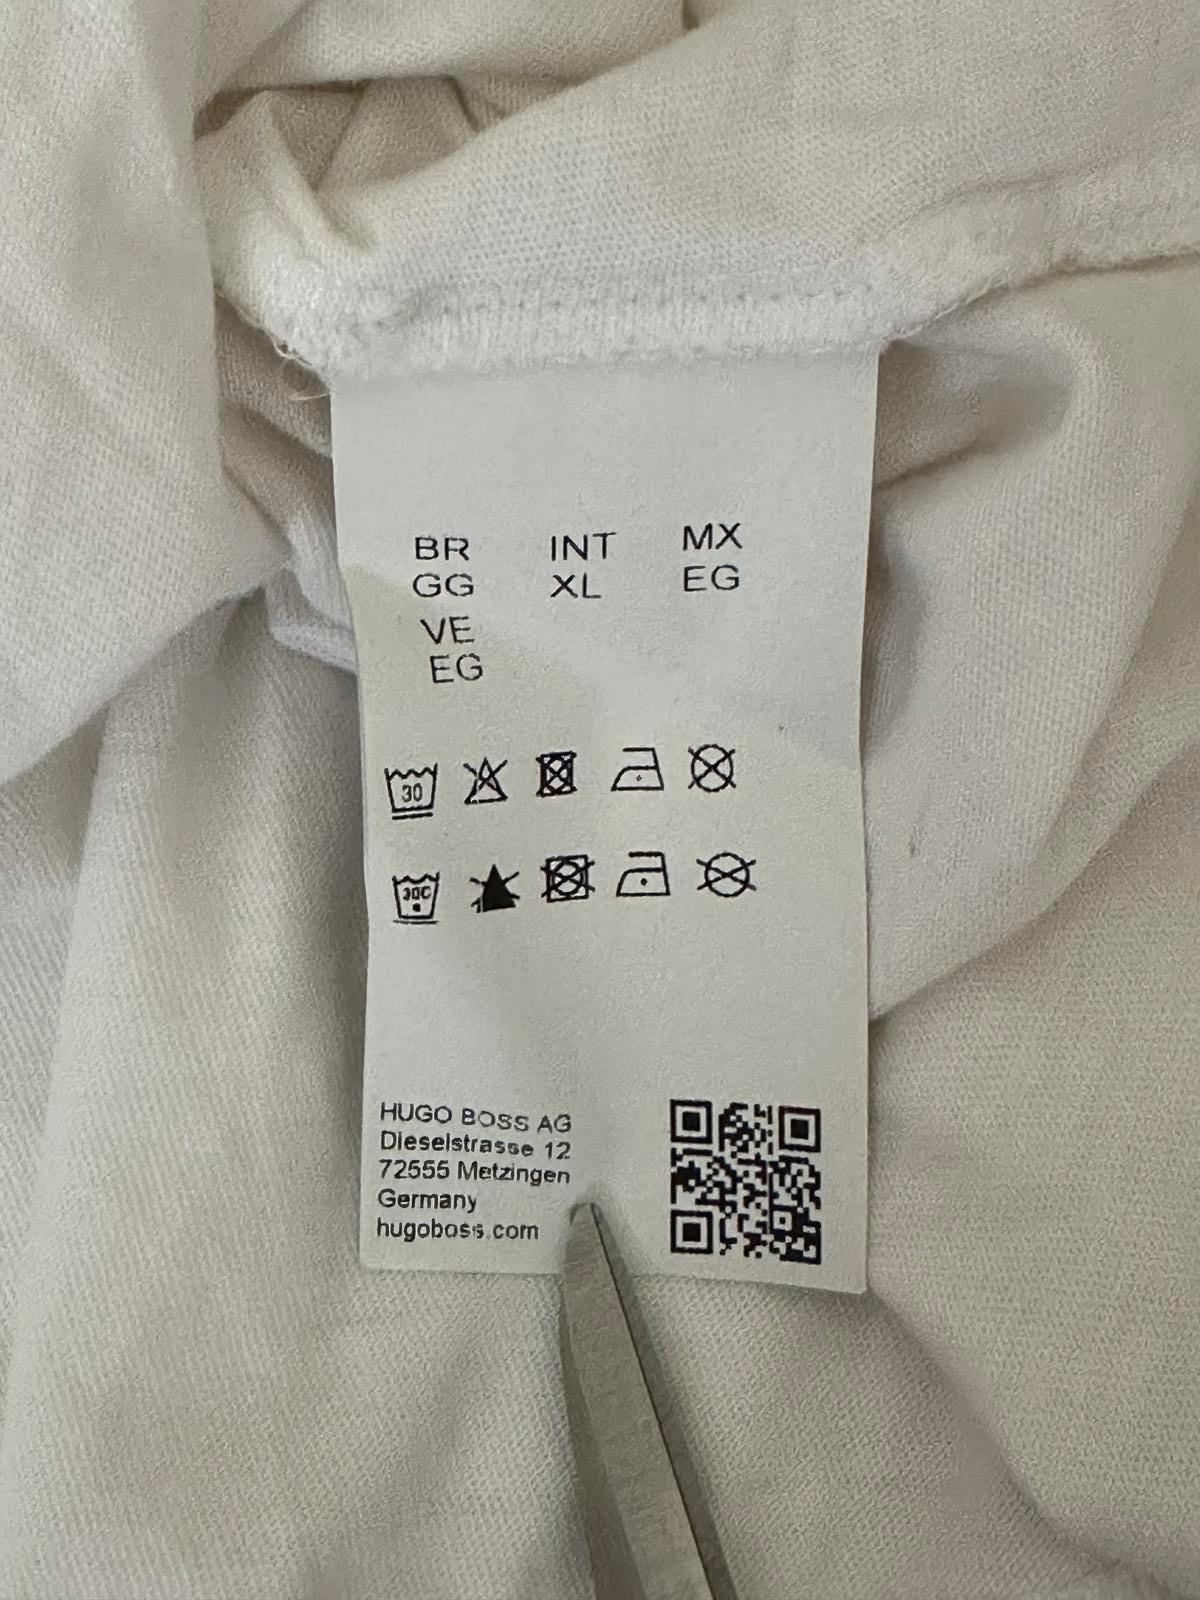 BR INT MX
GG XL EG
VE
EG
30
30C
HUGO BOSS AG
Dieselstrasse 12
72555 Metzingen
Germany
hugoboss.com